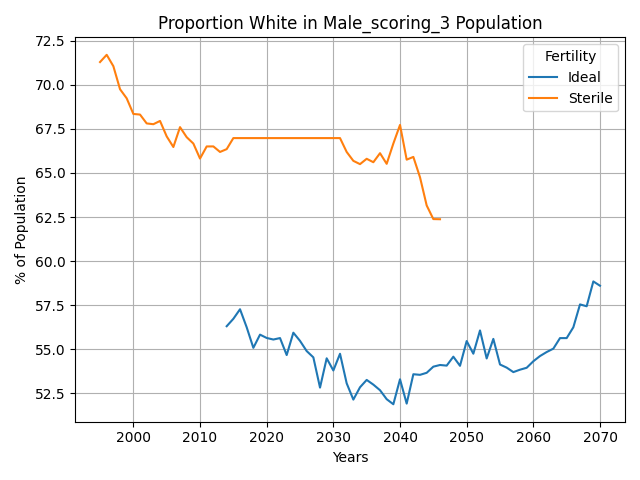 Proportion White in Male_scoring_3 Population
72.5
70.0
67.5
65.0
62.5
60.0
57.5
55.0
52.5
% of Population
Fertility
Ideal
Sterile
2000 2010 2020 2030 2040 2050 2060 2070
Years